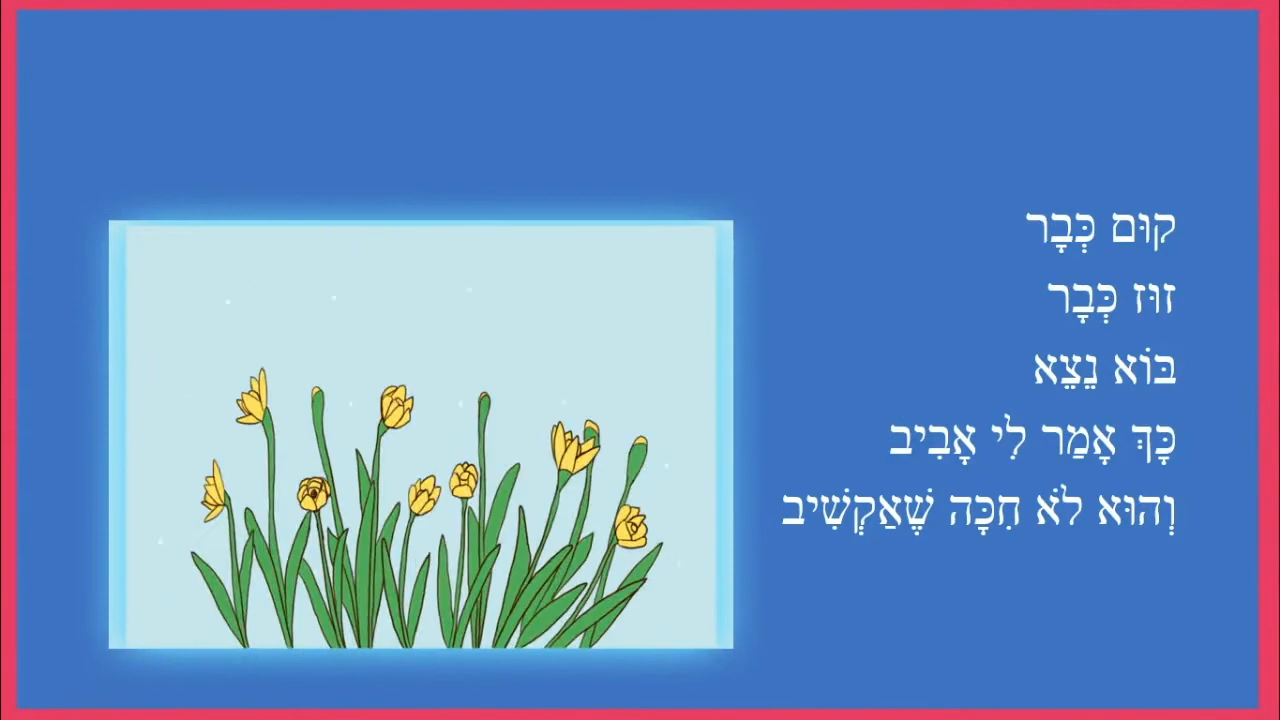 קוּם כְּבָר
זוּז כְּבָר
בּוֹא נֵצֵא
כָּךְ אָמַר לִי אָבִיב
וְהוּא לֹא חִכָּה שֶׁאַקְשִׁיב